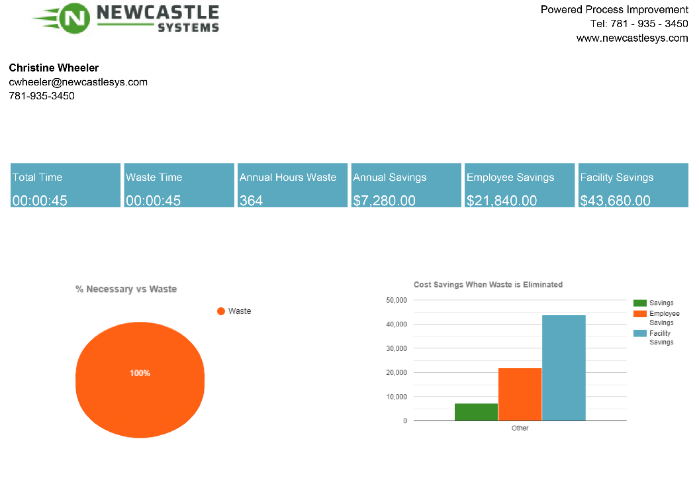 N NEWCASTLE
SYSTEMS
Powered Process Improvement
Tel: 781 - 935 - 3450
www.newcastlesys.com
Christine Wheeler
cwheeler@newcastlesys.com
781-935-3450
Total Time Waste Time Annual Hours Waste Annual Savings Employee Savings Facility Savings
00:00:45 00:00:45 364 $7,280.00 $21,840.00 $43,680.00
% Necessary vs Waste
Waste
100%
Cost Savings When Waste is Eliminated
50,000
40,000
30,000
20,000
10,000
0
Other
Savings
Employee
Savings
Facility
Savings